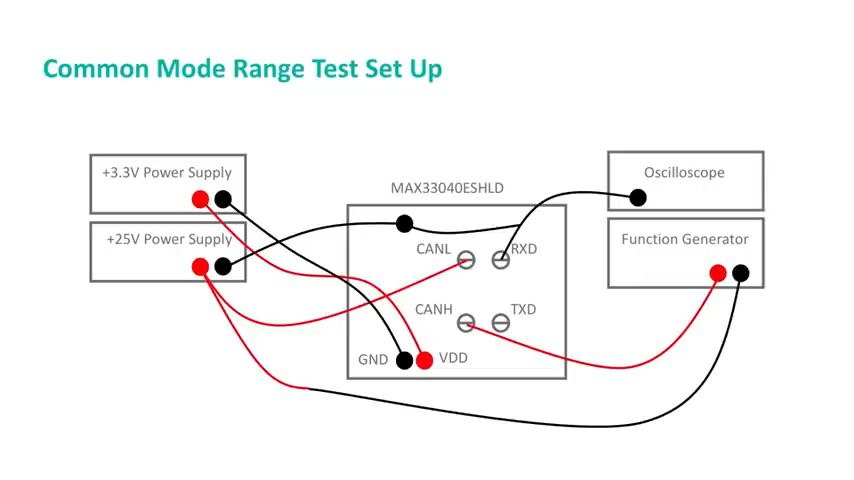 Common Mode Range Test Set Up
+3.3V Power Supply
+25V Power Supply
MAX33040ESHLD
CANL
RXD
CANH
TXD
GND
VDD
Oscilloscope
Function Generator